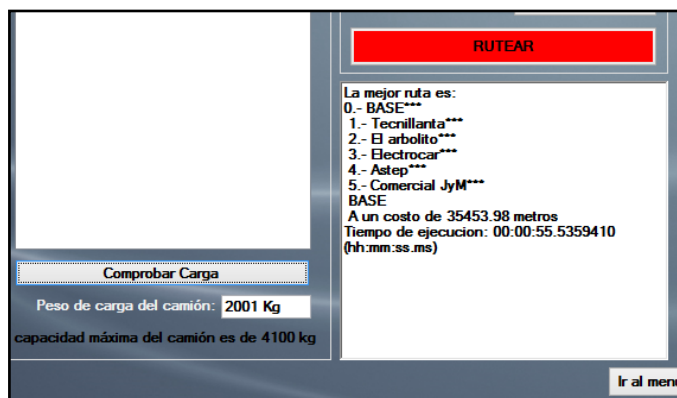 RUTEAR
La mejor ruta es:
0.- BASE***
1.- Tecnillanta***
2.- El arbolito***
3.- Electrocar***
4.- Astep***
5.- Comercial JyM***
BASE
A un costo de 35453.98 metros
Tiempo de ejecucion: 00:00:55.5359410
(hh:mm:ss.ms)
Comprobar Carga
Peso de carga del camión: 2001 Kg
capacidad máxima del camión es de 4100 kg
Ir al menu